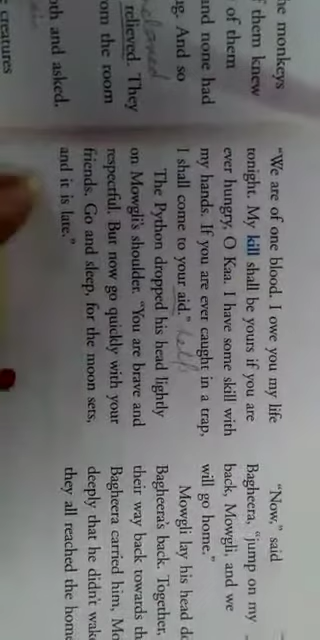 he monkeys
f them knew
of them
and none had
ng. And so
relieved. They
om the room
oth and asked,
creatures
"We are of one blood. I owe you my life
tonight. My kill shall be yours if you are
ever hungry, O Kaa. I have some skill with
my hands. If you are ever caught in a trap,
I shall come to your aid." help
The Python dropped his head lightly
on Mowgli's shoulder. "You are brave and
respectful. But now go quickly with your
friends. Go and sleep, for the moon sets,
and it is late."
"Now," said
Bagheera, "jump on my
back, Mowgli, and we
will go home."
Mowgli lay his head do
Bagheera's back. Together,
their way back towards th
Bagheera carried him, Mo
deeply that he didn't wake
they all reached the home